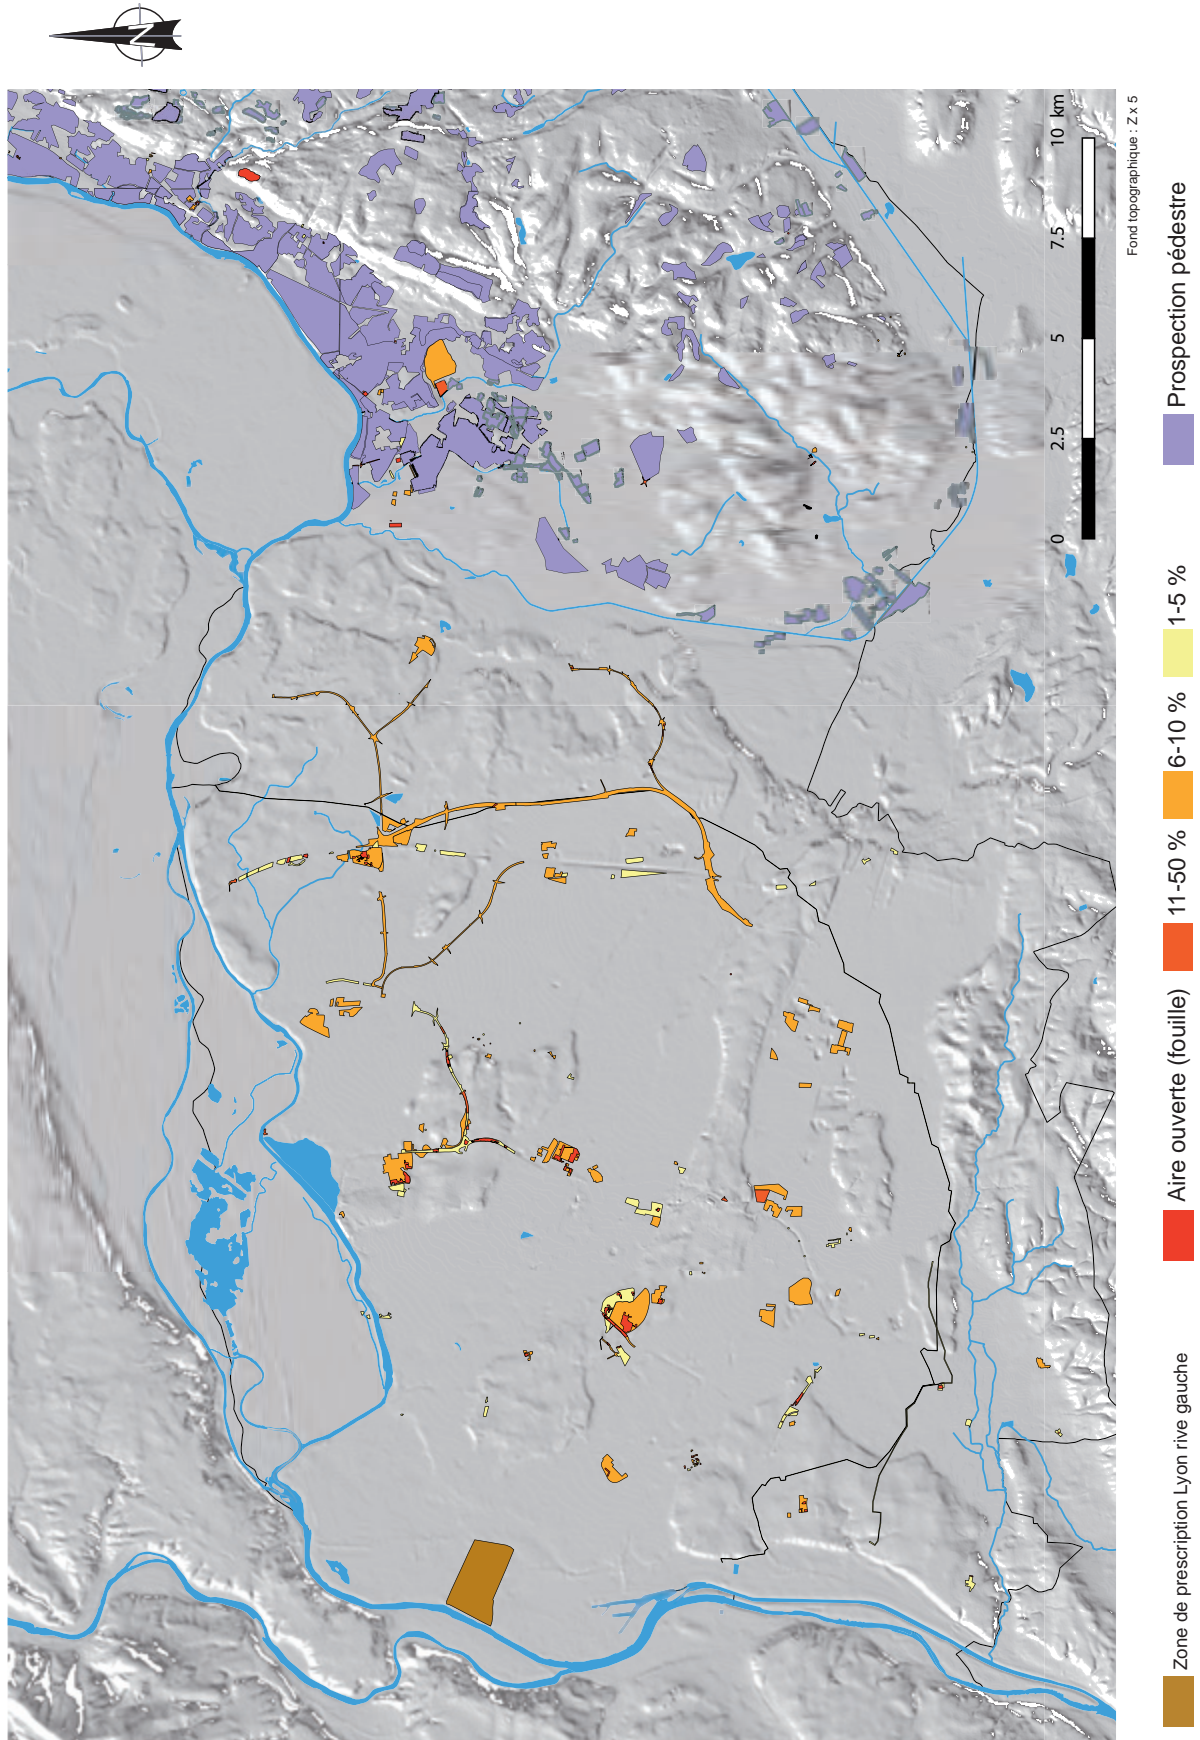 N
0 2.5 5 7.5 10 km
Fond topographique : Z x 5
Zone de prescription Lyon rive gauche
Aire ouverte (fouille)
11-50 %
6-10 %
1-5 %
Prospection pédestre